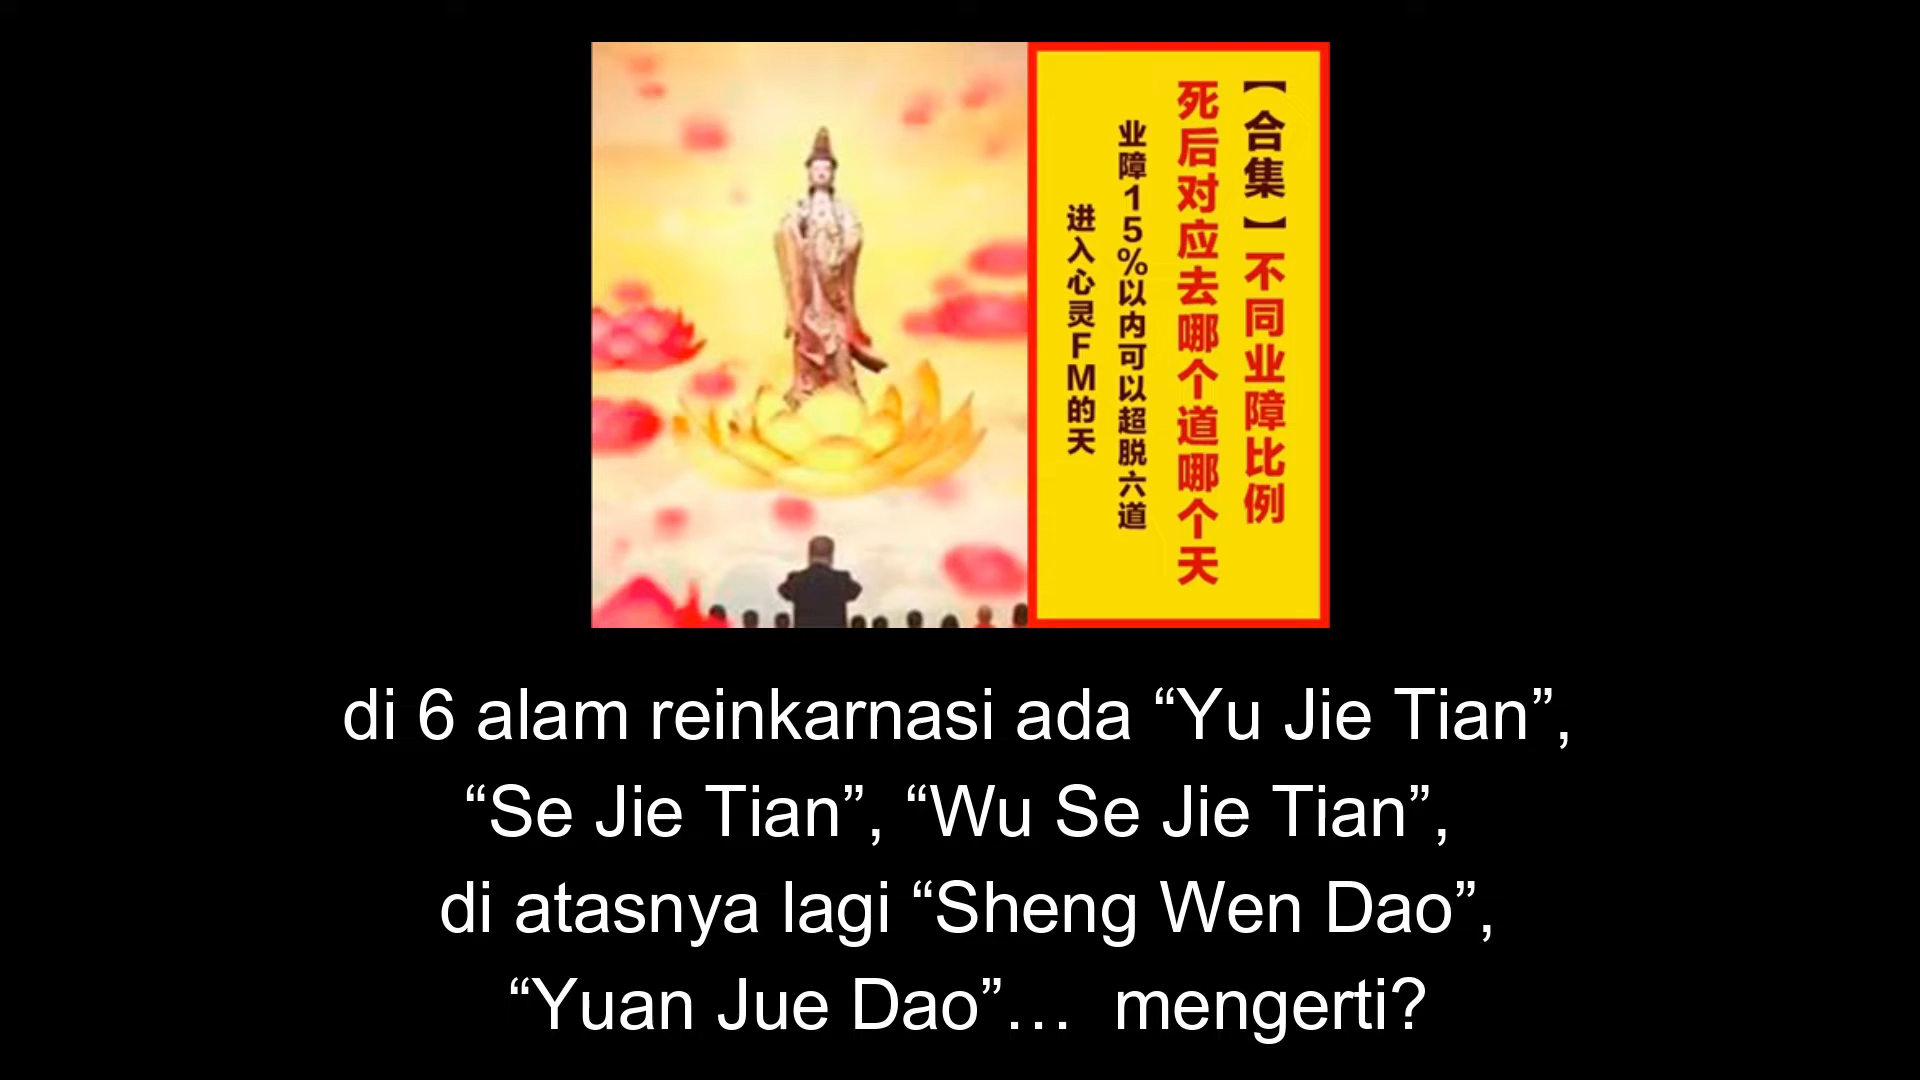 【合集】不同业障比例
死后对应去哪个道哪个天
业障15%以内可以超脱六道
进入心灵FM的天
di 6 alam reinkarnasi ada “Yu Jie Tian”,
“Se Jie Tian”, “Wu Se Jie Tian”,
di atasnya lagi “Sheng Wen Dao”,
“Yuan Jue Dao”…  mengerti?